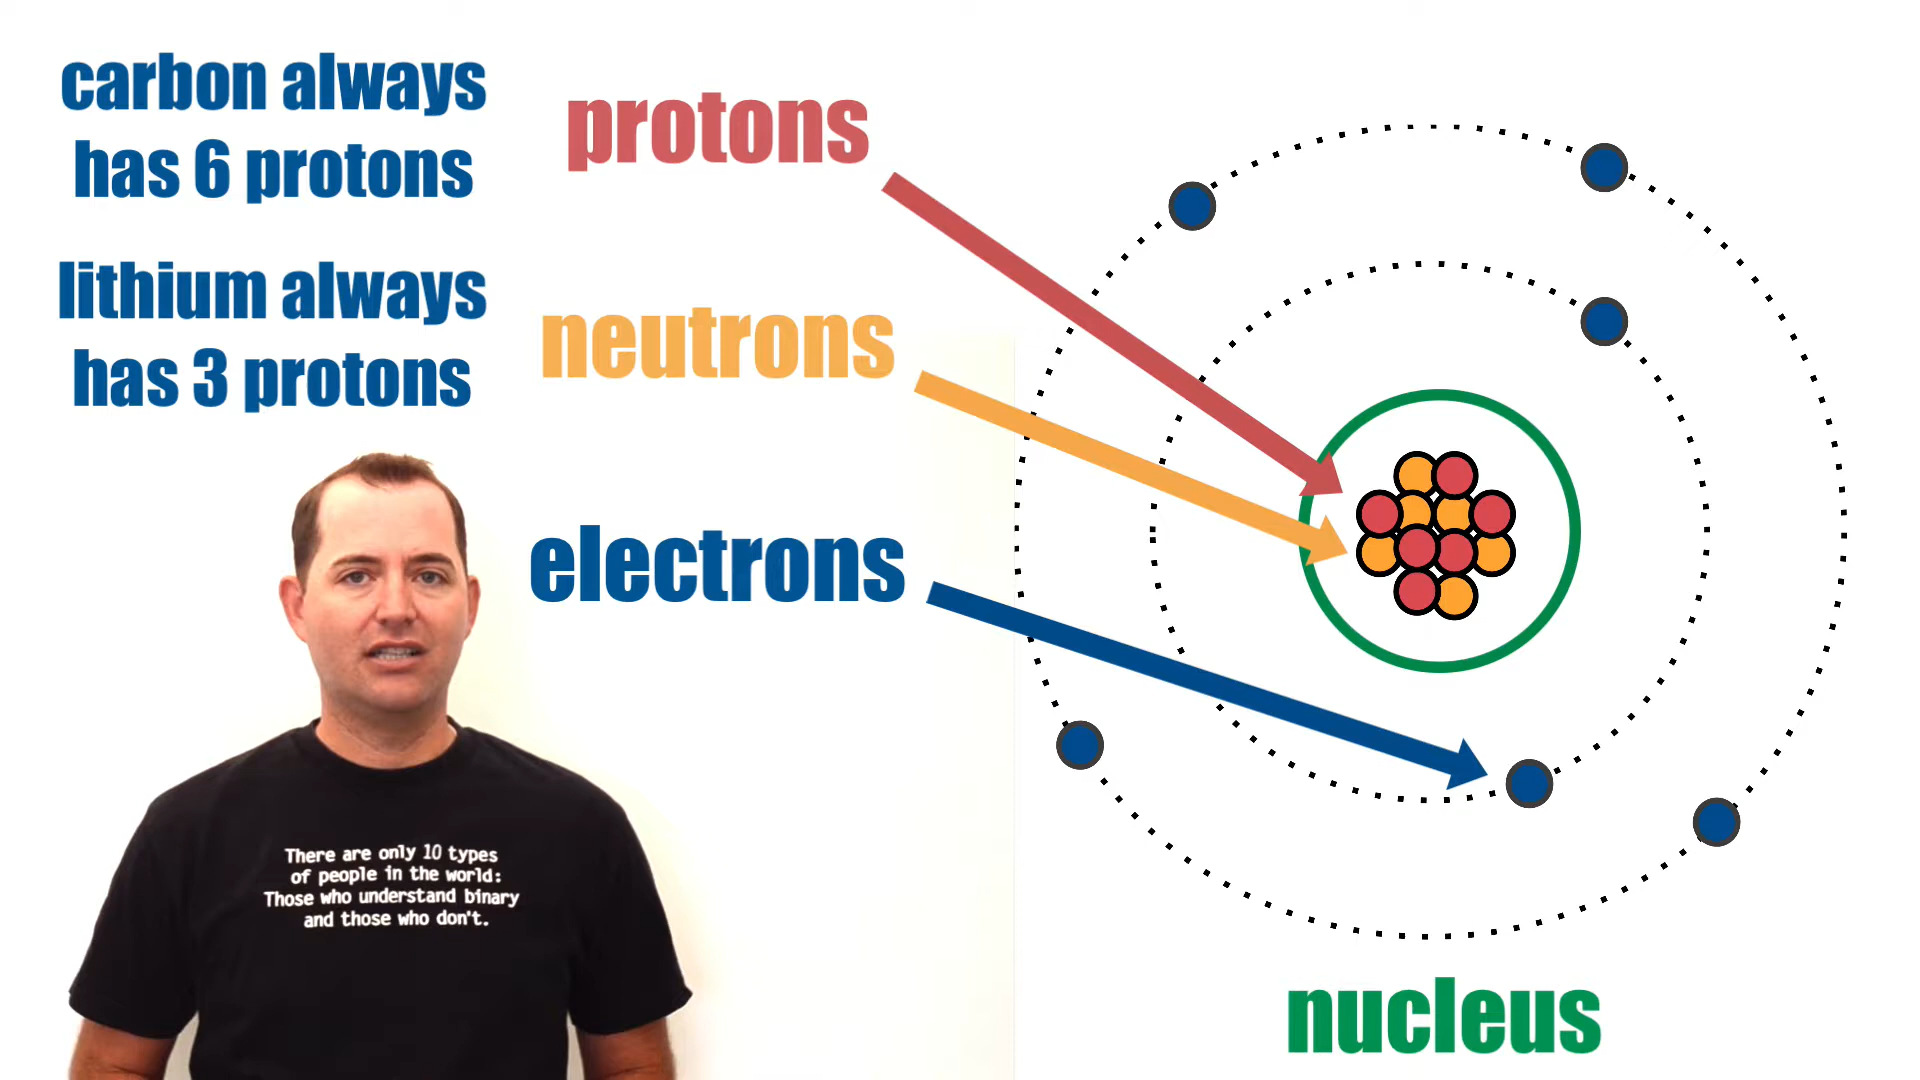 carbon always
has 6 protons
lithium always
has 3 protons
protons
neutrons
electrons
There are only 10 types
of people in the world:
Those who understand binary
and those who don't.
nucleus